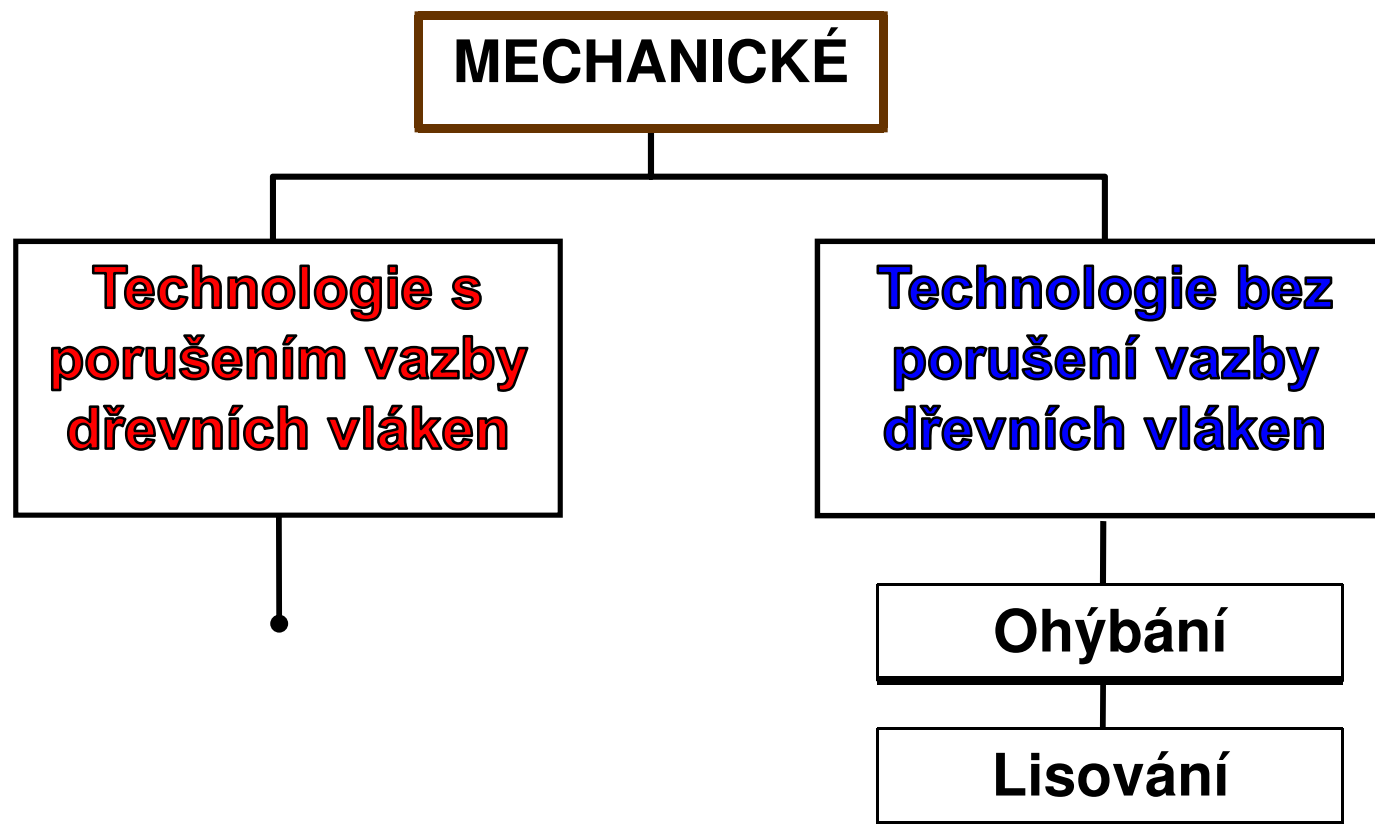 MECHANICKÉ
Technologie s
porušením vazby
dřevních vláken
Technologie bez
porušení vazby
dřevních vláken
Ohýbání
Lisování